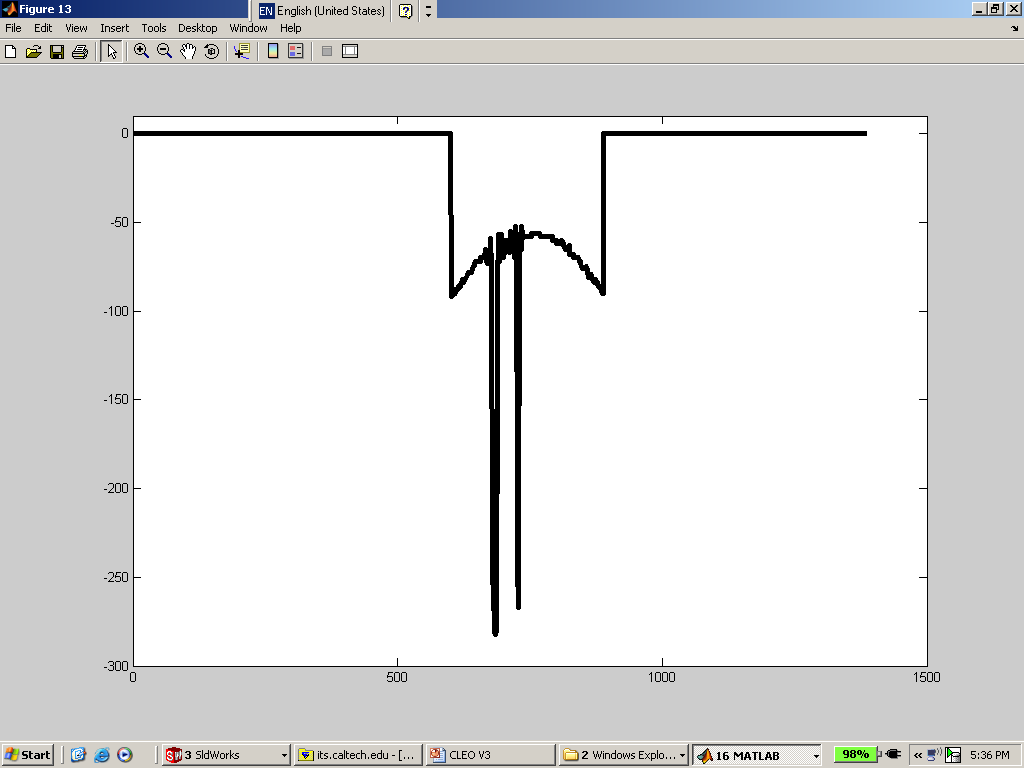 Figure 13
EN English (United States)
File Edit View Insert Tools Desktop Window Help
0
-50
-100
-150
-200
-250
-300
0 500 1000 1500
Start 3 SldWorks its.caltech.edu - [... CLEO V3 2 Windows Explo... 16 MATLAB 98% « 5:36 PM